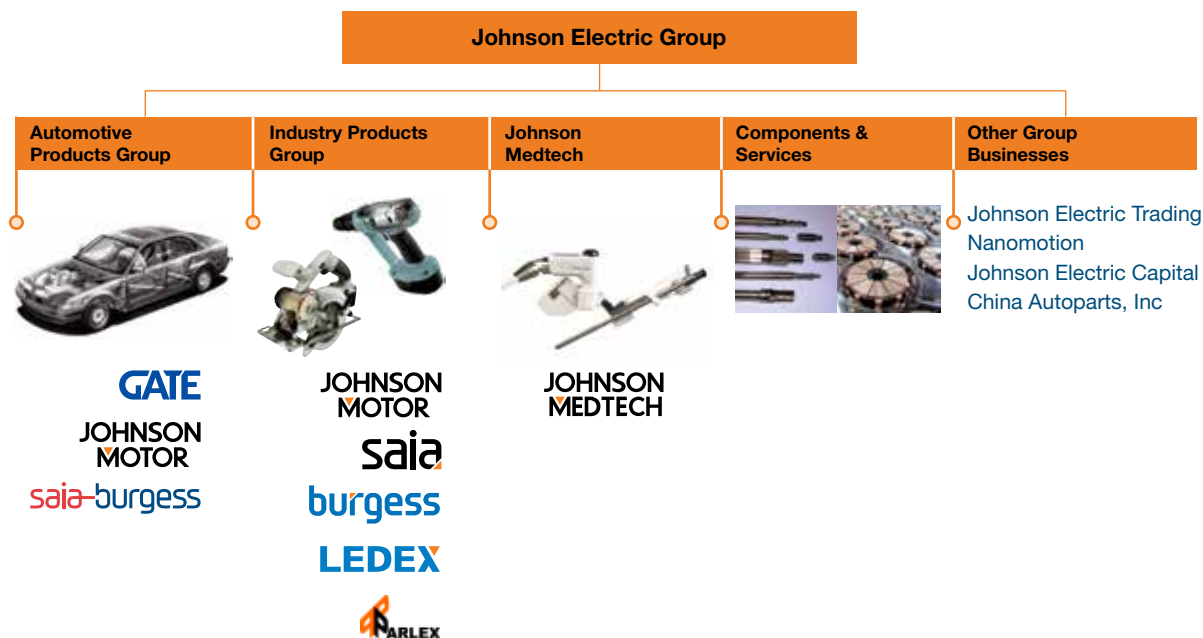 Johnson Electric Group
Automotive
Products Group
Industry Products
Group
Johnson
Medtech
Components &
Services
Other Group
Businesses
GATE
JOHNSON
MOTOR
saia-burgess
JOHNSON
MOTOR
saia
burgess
LEDEX
PARLEX
JOHNSON
MEDTECH
Johnson Electric Trading
Nanomotion
Johnson Electric Capital
China Autoparts, Inc